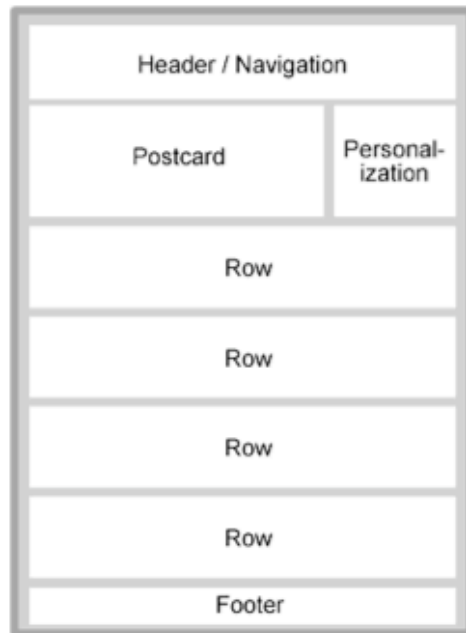 Header / Navigation
Postcard
Personal-
ization
Row
Row
Row
Row
Footer